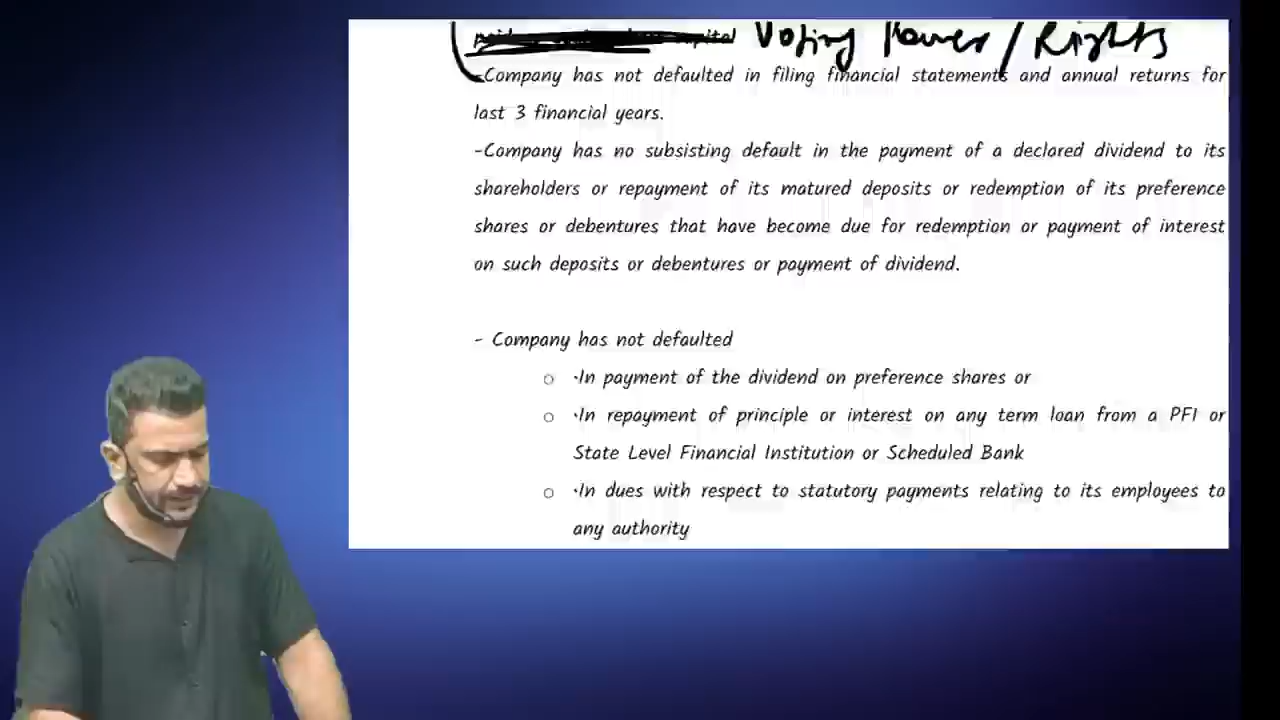 Voting Power / Rights
-Company has not defaulted in filing financial statements and annual returns for
last 3 financial years.
-Company has no subsisting default in the payment of a declared dividend to its
shareholders or repayment of its matured deposits or redemption of its preference
shares or debentures that have become due for redemption or payment of interest
on such deposits or debentures or payment of dividend.
- Company has not defaulted
○ •In payment of the dividend on preference shares or
○ •In repayment of principle or interest on any term loan from a PFI or
State Level Financial Institution or Scheduled Bank
○ •In dues with respect to statutory payments relating to its employees to
any authority